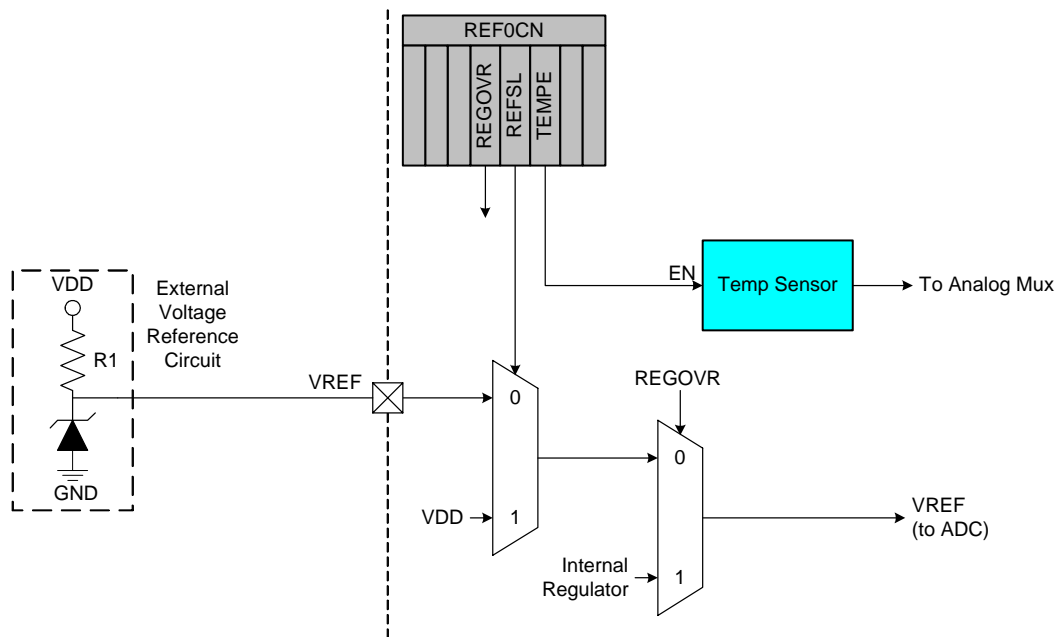 REF0CN
REGOVR
REFSL
TEMPE
EN
Temp Sensor
To Analog Mux
VDD
R1
GND
External
Voltage
Reference
Circuit
VREF
0
VDD
1
REGOVR
0
Internal
Regulator
1
VREF
(to ADC)